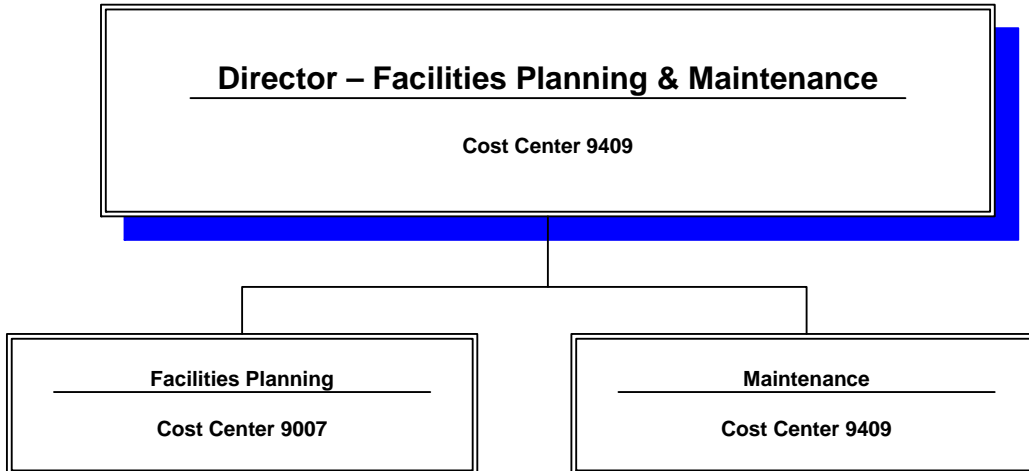 Director – Facilities Planning & Maintenance
Cost Center 9409
Facilities Planning
Cost Center 9007
Maintenance
Cost Center 9409